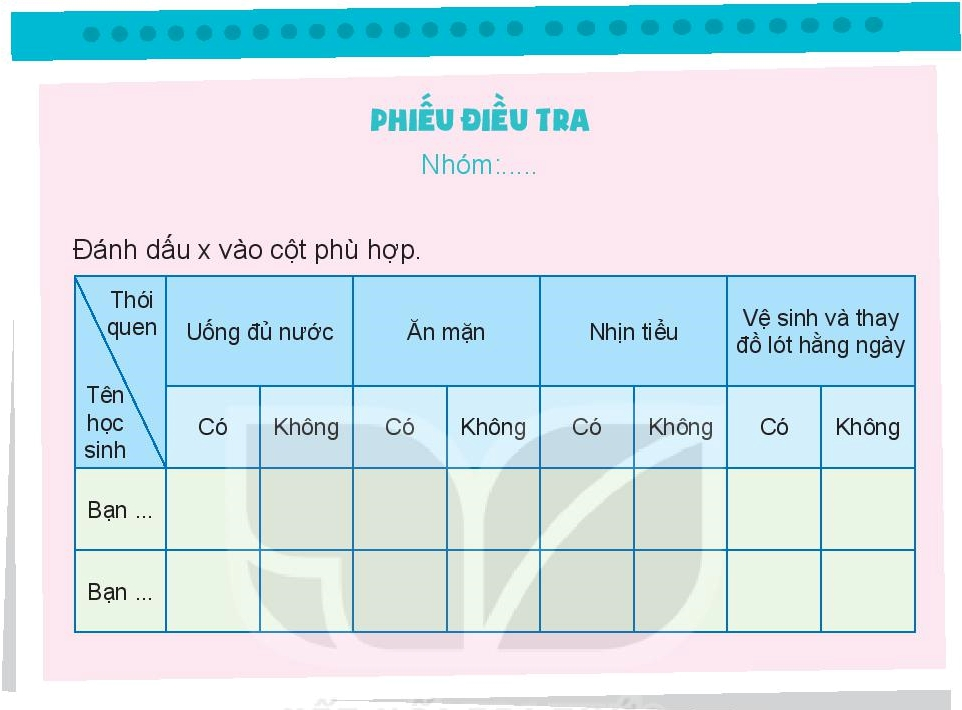 PHIẾU ĐIỀU TRA
Nhóm:.....
Đánh dấu x vào cột phù hợp.
Thói
quen
Tên
học
sinh
Uống đủ nước
Ăn mặn
Nhịn tiểu
Vệ sinh và thay
đồ lót hằng ngày
Có
Không
Có
Không
Có
Không
Có
Không
Bạn ...
Bạn ...